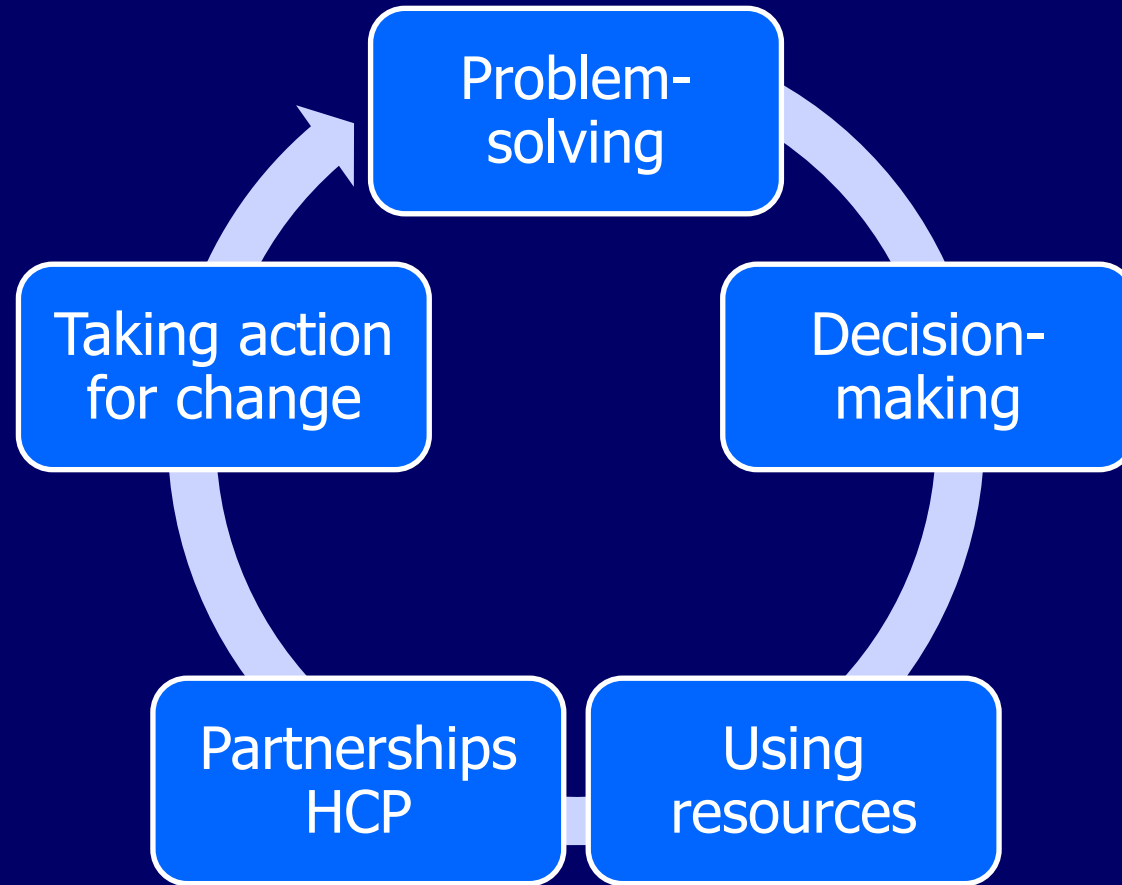 Problem-
solving
Decision-
making
Using
resources
Partnerships
HCP
Taking action
for change